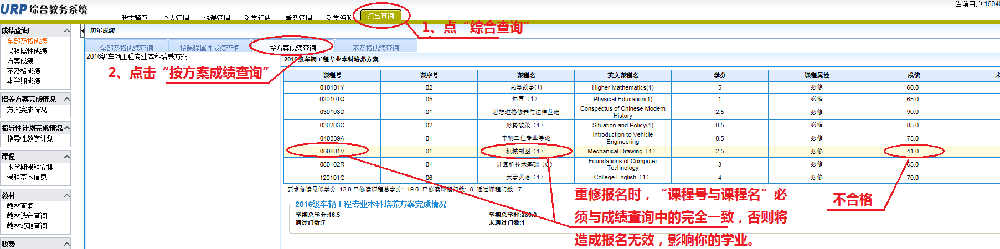 URP 综合教务系统
当前用户:1604
我要留言 个人管理 选课管理 教学评估 考务管理 教学资源 综合查询
1、点“综合查询”
成绩查询
全部及格成绩
课程属性成绩
方案成绩
不及格成绩
本学期成绩
培养方案完成情况
方案完成情况
指导性计划完成情况
指导性教学计划
课程
本学期课程安排
课程基本信息
教材
教材查询
教材选定查询
教材领取查询
收费
历年成绩
全部及格成绩查询 按课程属性成绩查询 按方案成绩查询 不及格成绩查询
2016级车辆工程专业本科培养方案
2、点击“按方案成绩查询”
2016级车辆工程专业本科培养方案
课程号 课序号 课程名 英文课程名 学分 课程属性 成绩 未
010101Y 02 高等数学(1) Higher Mathematics(1) 5 必修 60.0
020101Q 05 体育（1） Physical Education(1) 1 必修 65.0
030108D 01 思想道德修养与法律基础 Conspectus of Chinese Modern History 2.5 必修 90.0
030203C 02 形势政策（1） Situation and Policy(1) 0.5 必修 85.0
040339A 01 车辆工程专业导论 Introduction to Vehicle Engineering 0.5 必修 75.0
060801V 01 机械制图（1） Mechanical Drawing（1） 2.5 必修 41.0
080102R 01 计算机技术基础（C） Foundations of Computer Technology 3 必修 65.0
120101G 06 大学英语（1） College English（1） 4 必修 70.0
要求修读最低学分: 12.0 已修读课程总学分: 19.0 已修读课程门数: 8 通过课程门数: 7
2016级车辆工程专业本科培养方案完成情况
学期总学分:16.5 学期总学时:280.0
通过门数:7 未通过门数:1
重修报名时，“课程号与课程名”必
须与成绩查询中的完全一致，否则将
造成报名无效，影响你的学业。
不合格